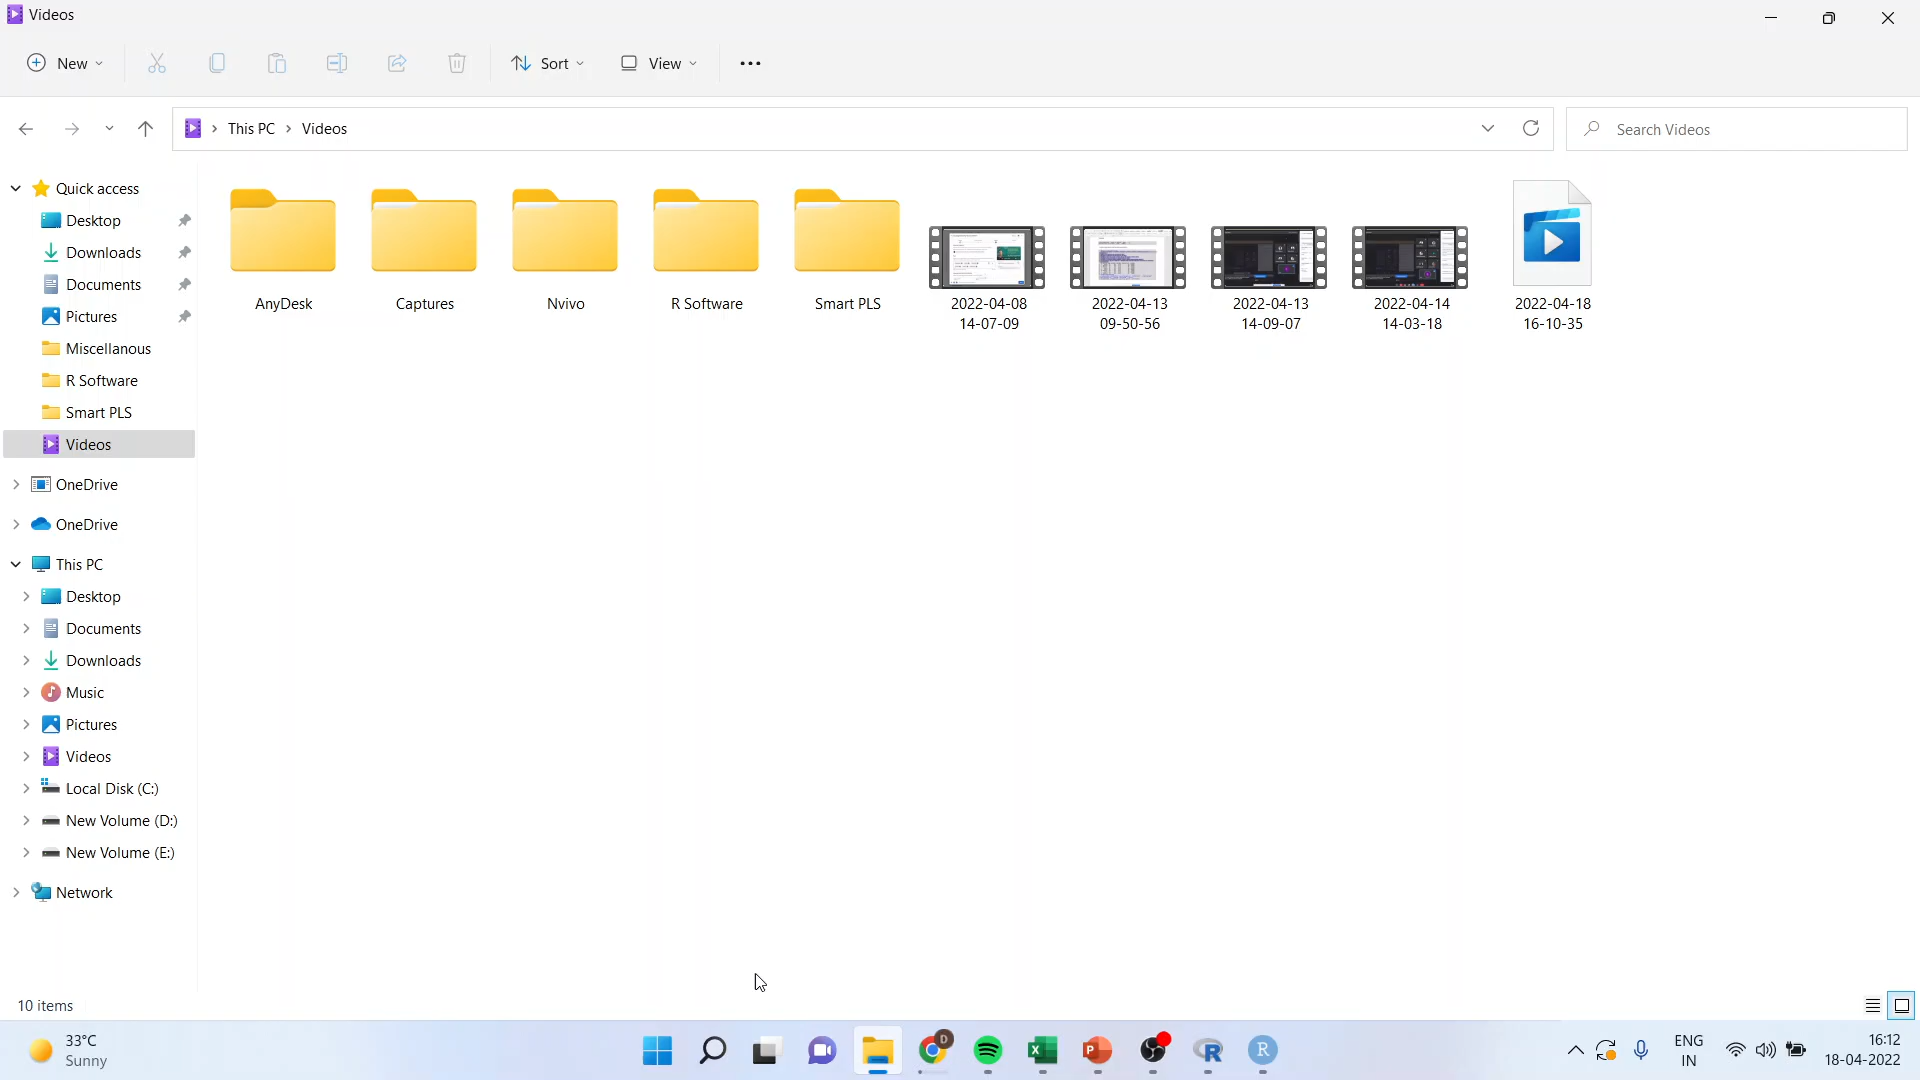 Videos
New
Sort
View
This PC
Videos
Search Videos
Quick access
Desktop
Downloads
Documents
Pictures
Miscellanous
R Software
Smart PLS
Videos
OneDrive
OneDrive
This PC
Desktop
Documents
Downloads
Music
Pictures
Videos
Local Disk (C:)
New Volume (D:)
New Volume (E:)
Network
AnyDesk
Captures
Nvivo
R Software
Smart PLS
2022-04-08
14-07-09
2022-04-13
09-50-56
2022-04-13
14-09-07
2022-04-14
14-03-18
2022-04-18
16-10-35
10 items
33°C
Sunny
D
P
R
R
ENG
IN
16:12
18-04-2022